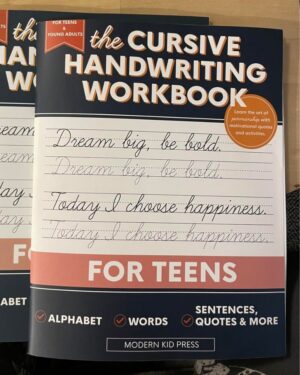 FOR TEENS
&
YOUNG ADULTS
the CURSIVE
HANDWRITING
WORKBOOK
Learn the art of
penmanship with
motivational quotes
and activities
Dream big, be bold.
Dream big, be bold.
Today I choose happiness.
Today I choose happiness.
FOR TEENS
ALPHABET
WORDS
SENTENCES,
QUOTES & MORE
MODERN KID PRESS